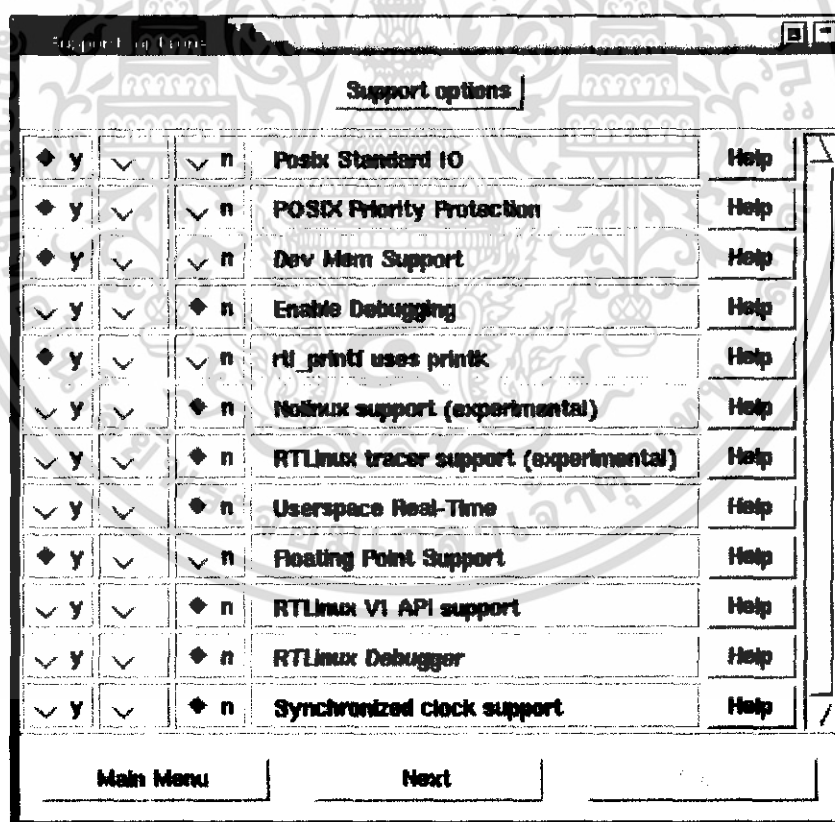 Support options
Support options
y n Posix Standard IO Help
y n POSIX Priority Protection Help
y n Dev Mem Support Help
y n Enable Debugging Help
y n rtl_printf uses printk Help
y n Nolinux support (experimental) Help
y n RTLinux tracer support (experimental) Help
y n Userspace Real-Time Help
y n Floating Point Support Help
y n RTLinux V1 API support Help
y n RTLinux Debugger Help
y n Synchronized clock support Help
Main Menu Next